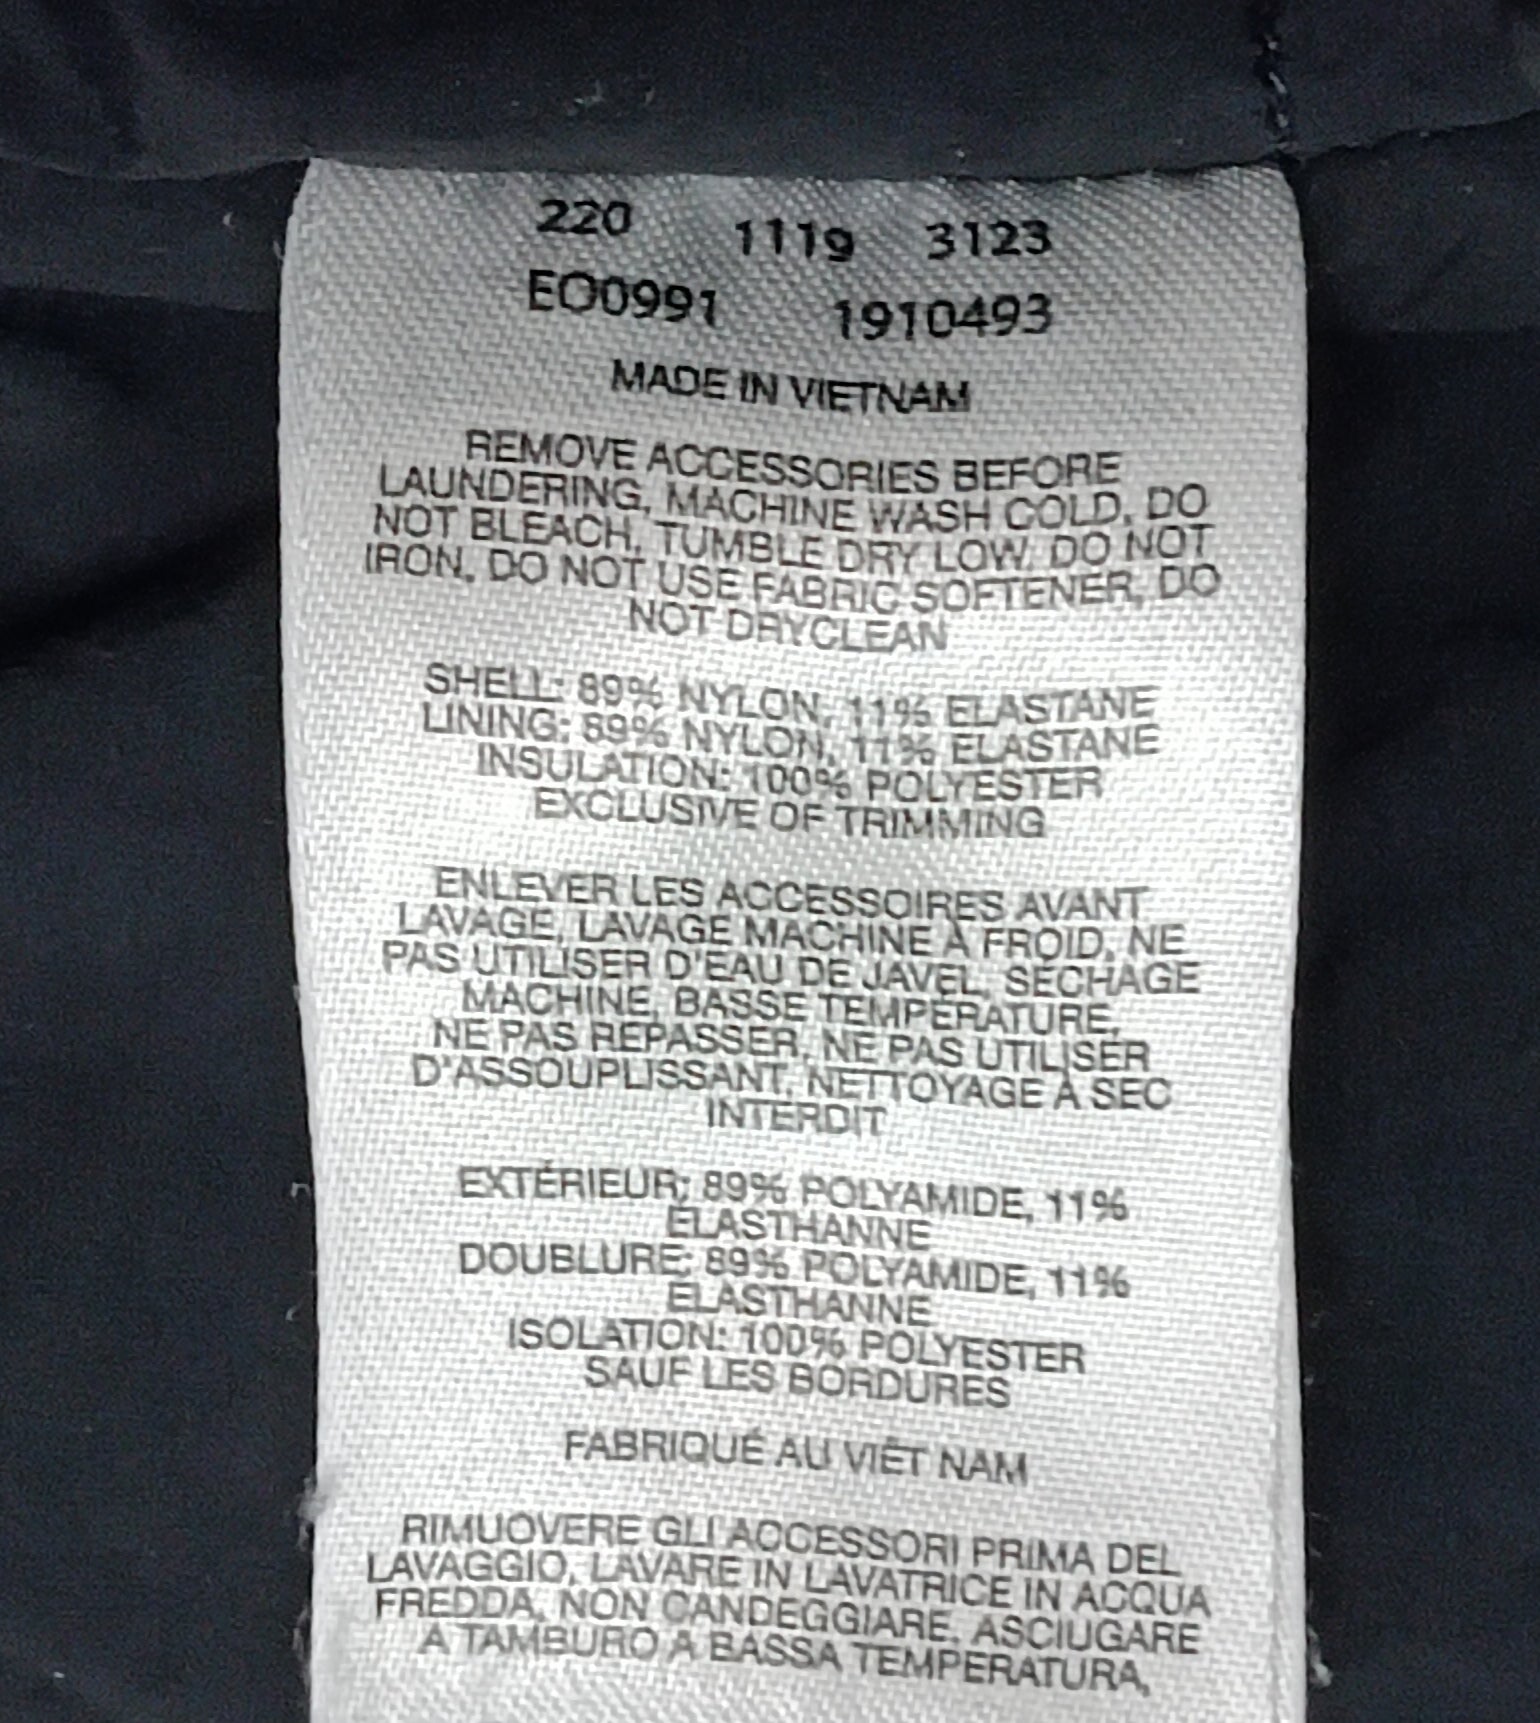 220 111g 3123
EO0991 1910493
MADE IN VIETNAM
REMOVE ACCESSORIES BEFORE
LAUNDERING, MACHINE WASH COLD, DO
NOT BLEACH, TUMBLE DRY LOW, DO NOT
IRON, DO NOT USE FABRIC SOFTENER, DO
NOT DRYCLEAN
SHELL: 89% NYLON, 11% ELASTANE
LINING: 89% NYLON, 11% ELASTANE
INSULATION: 100% POLYESTER
EXCLUSIVE OF TRIMMING
ENLEVER LES ACCESSOIRES AVANT
LAVAGE, LAVAGE MACHINE À FROID, NE
PAS UTILISER D'EAU DE JAVEL, SÉCHAGE
MACHINE, BASSE TEMPÉRATURE,
NE PAS REPASSER, NE PAS UTILISER
D'ASSOUPLISSANT, NETTOYAGE À SEC
INTERDIT
EXTÉRIEUR: 89% POLYAMIDE, 11%
ÉLASTHANNE
DOUBLURE: 89% POLYAMIDE, 11%
ÉLASTHANNE
ISOLATION: 100% POLYESTER
SAUF LES BORDURES
FABRIQUÉ AU VIÊT NAM
RIMUOVERE GLI ACCESSORI PRIMA DEL
LAVAGGIO, LAVARE IN LAVATRICE IN ACQUA
FREDDA, NON CANDEGGIARE, ASCIUGARE
A TAMBURO A BASSA TEMPERATURA,